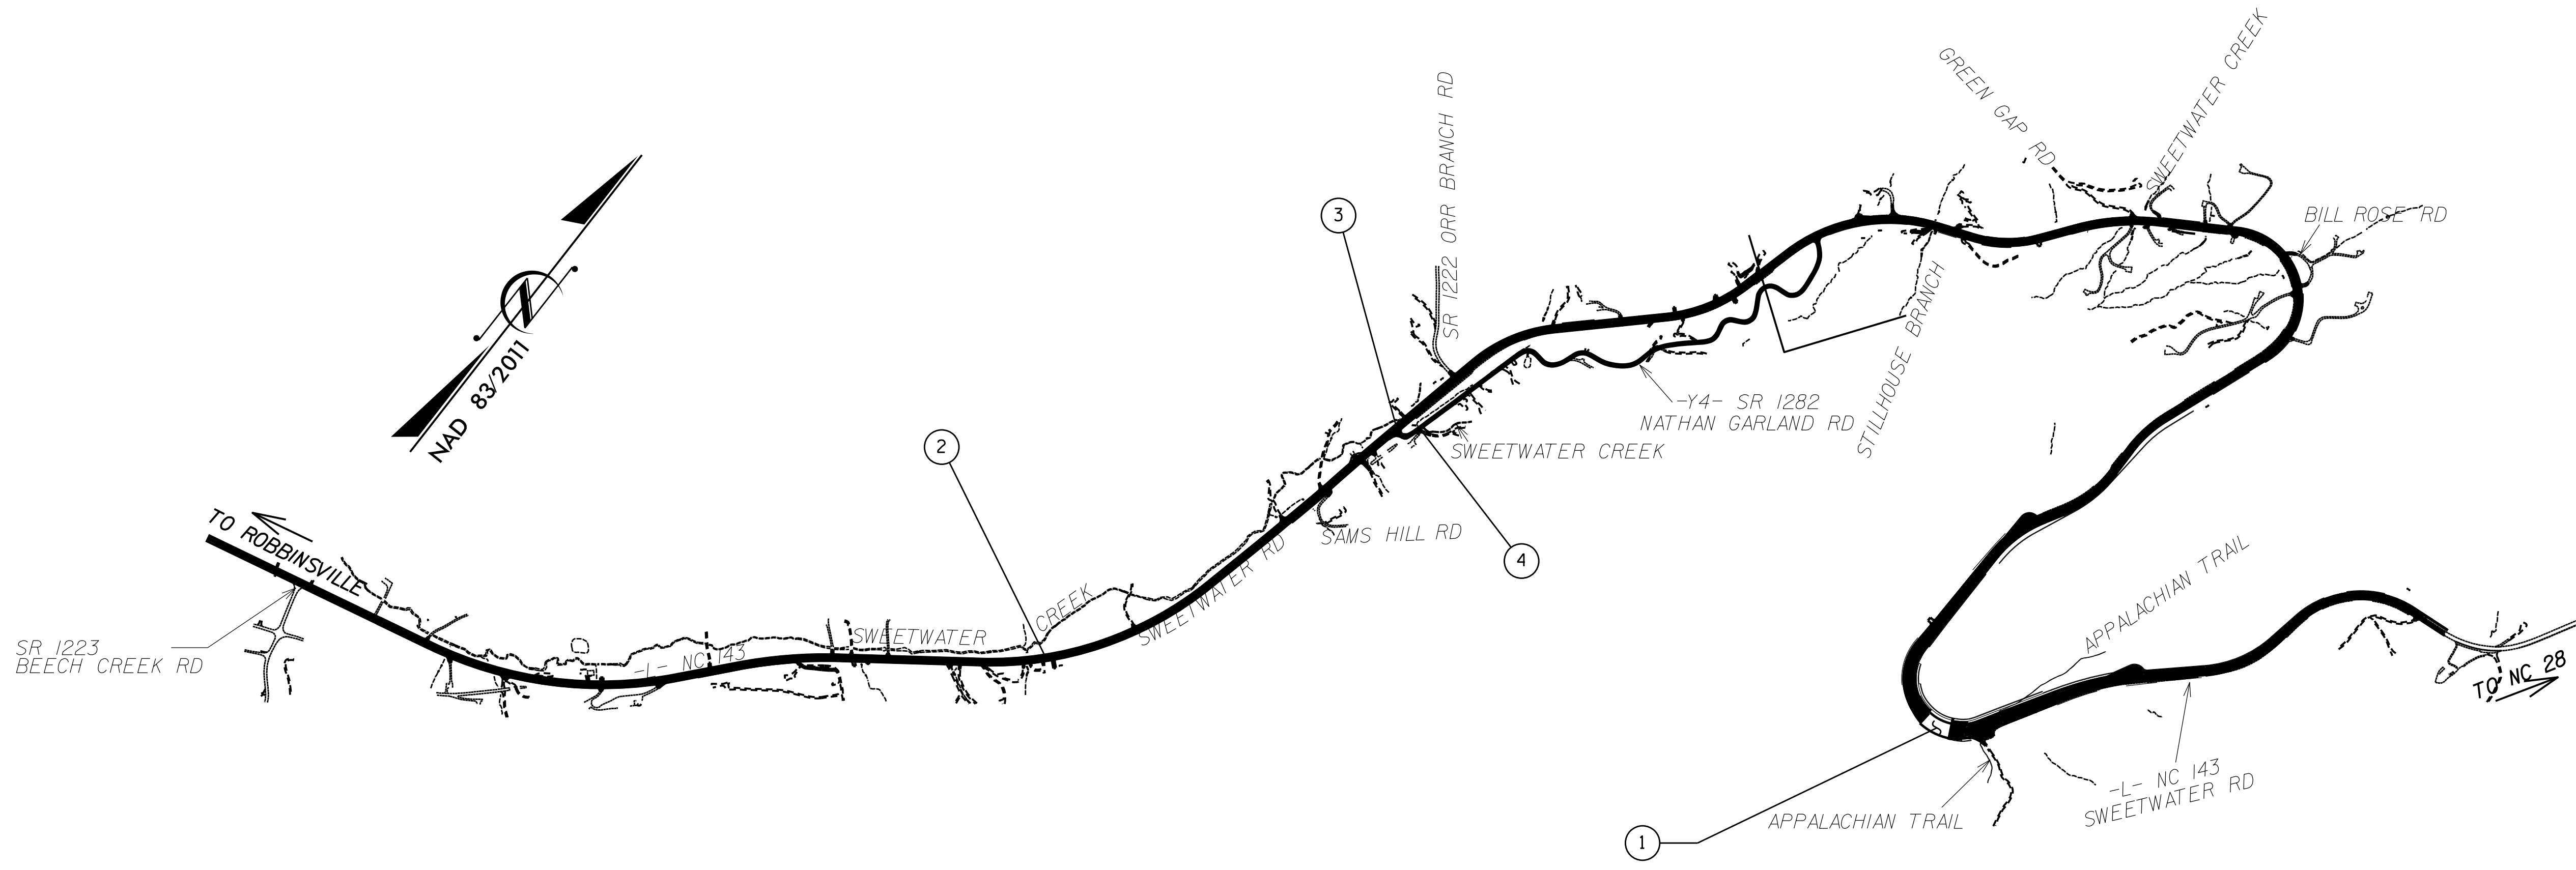 NAD 83/2011
TO ROBBINSVILLE
SR 1223
BEECH CREEK RD
-L- NC 143
SWEETWATER
CREEK
2
SWEETWATER RD
SAMS HILL RD
3
SR 1222 ORR BRANCH RD
SWEETWATER CREEK
4
-Y4- SR 1282
NATHAN GARLAND RD
STILLHOUSE BRANCH
GREEN GAP RD
SWEETWATER CREEK
BILL ROSE RD
APPALACHIAN TRAIL
1
APPALACHIAN TRAIL
-L- NC 143
SWEETWATER RD
TO NC 28